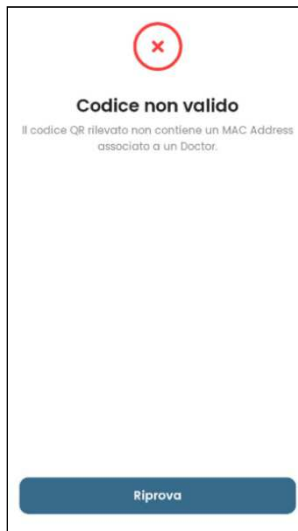 Codice non valido
Il codice QR rilevato non contiene un MAC Address
associato a un Doctor.
Riprova